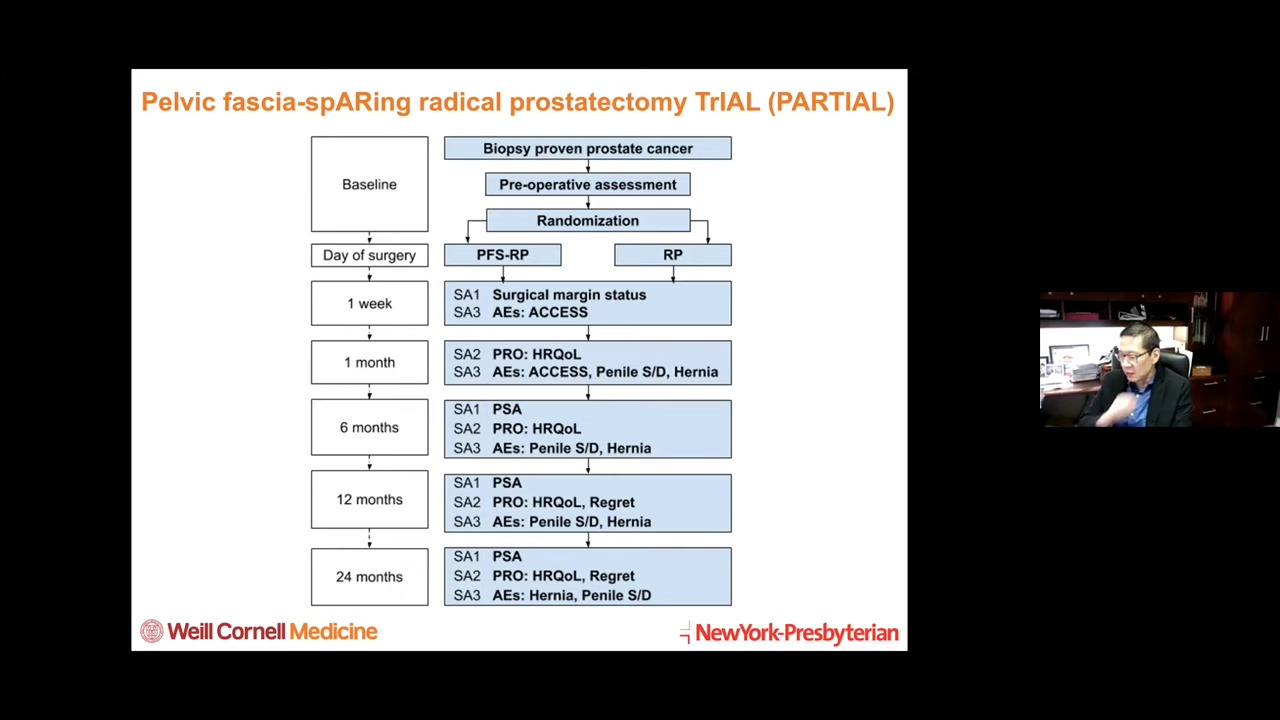 Pelvic fascia-spARing radical prostatectomy TrIAL (PARTIAL)
Baseline
Biopsy proven prostate cancer
Pre-operative assessment
Randomization
Day of surgery
PFS-RP
RP
1 week
SA1 Surgical margin status
SA3 AEs: ACCESS
1 month
SA2 PRO: HRQoL
SA3 AEs: ACCESS, Penile S/D, Hernia
6 months
SA1 PSA
SA2 PRO: HRQoL
SA3 AEs: Penile S/D, Hernia
12 months
SA1 PSA
SA2 PRO: HRQoL, Regret
SA3 AEs: Penile S/D, Hernia
24 months
SA1 PSA
SA2 PRO: HRQoL, Regret
SA3 AEs: Hernia, Penile S/D
Weill Cornell Medicine
NewYork-Presbyterian